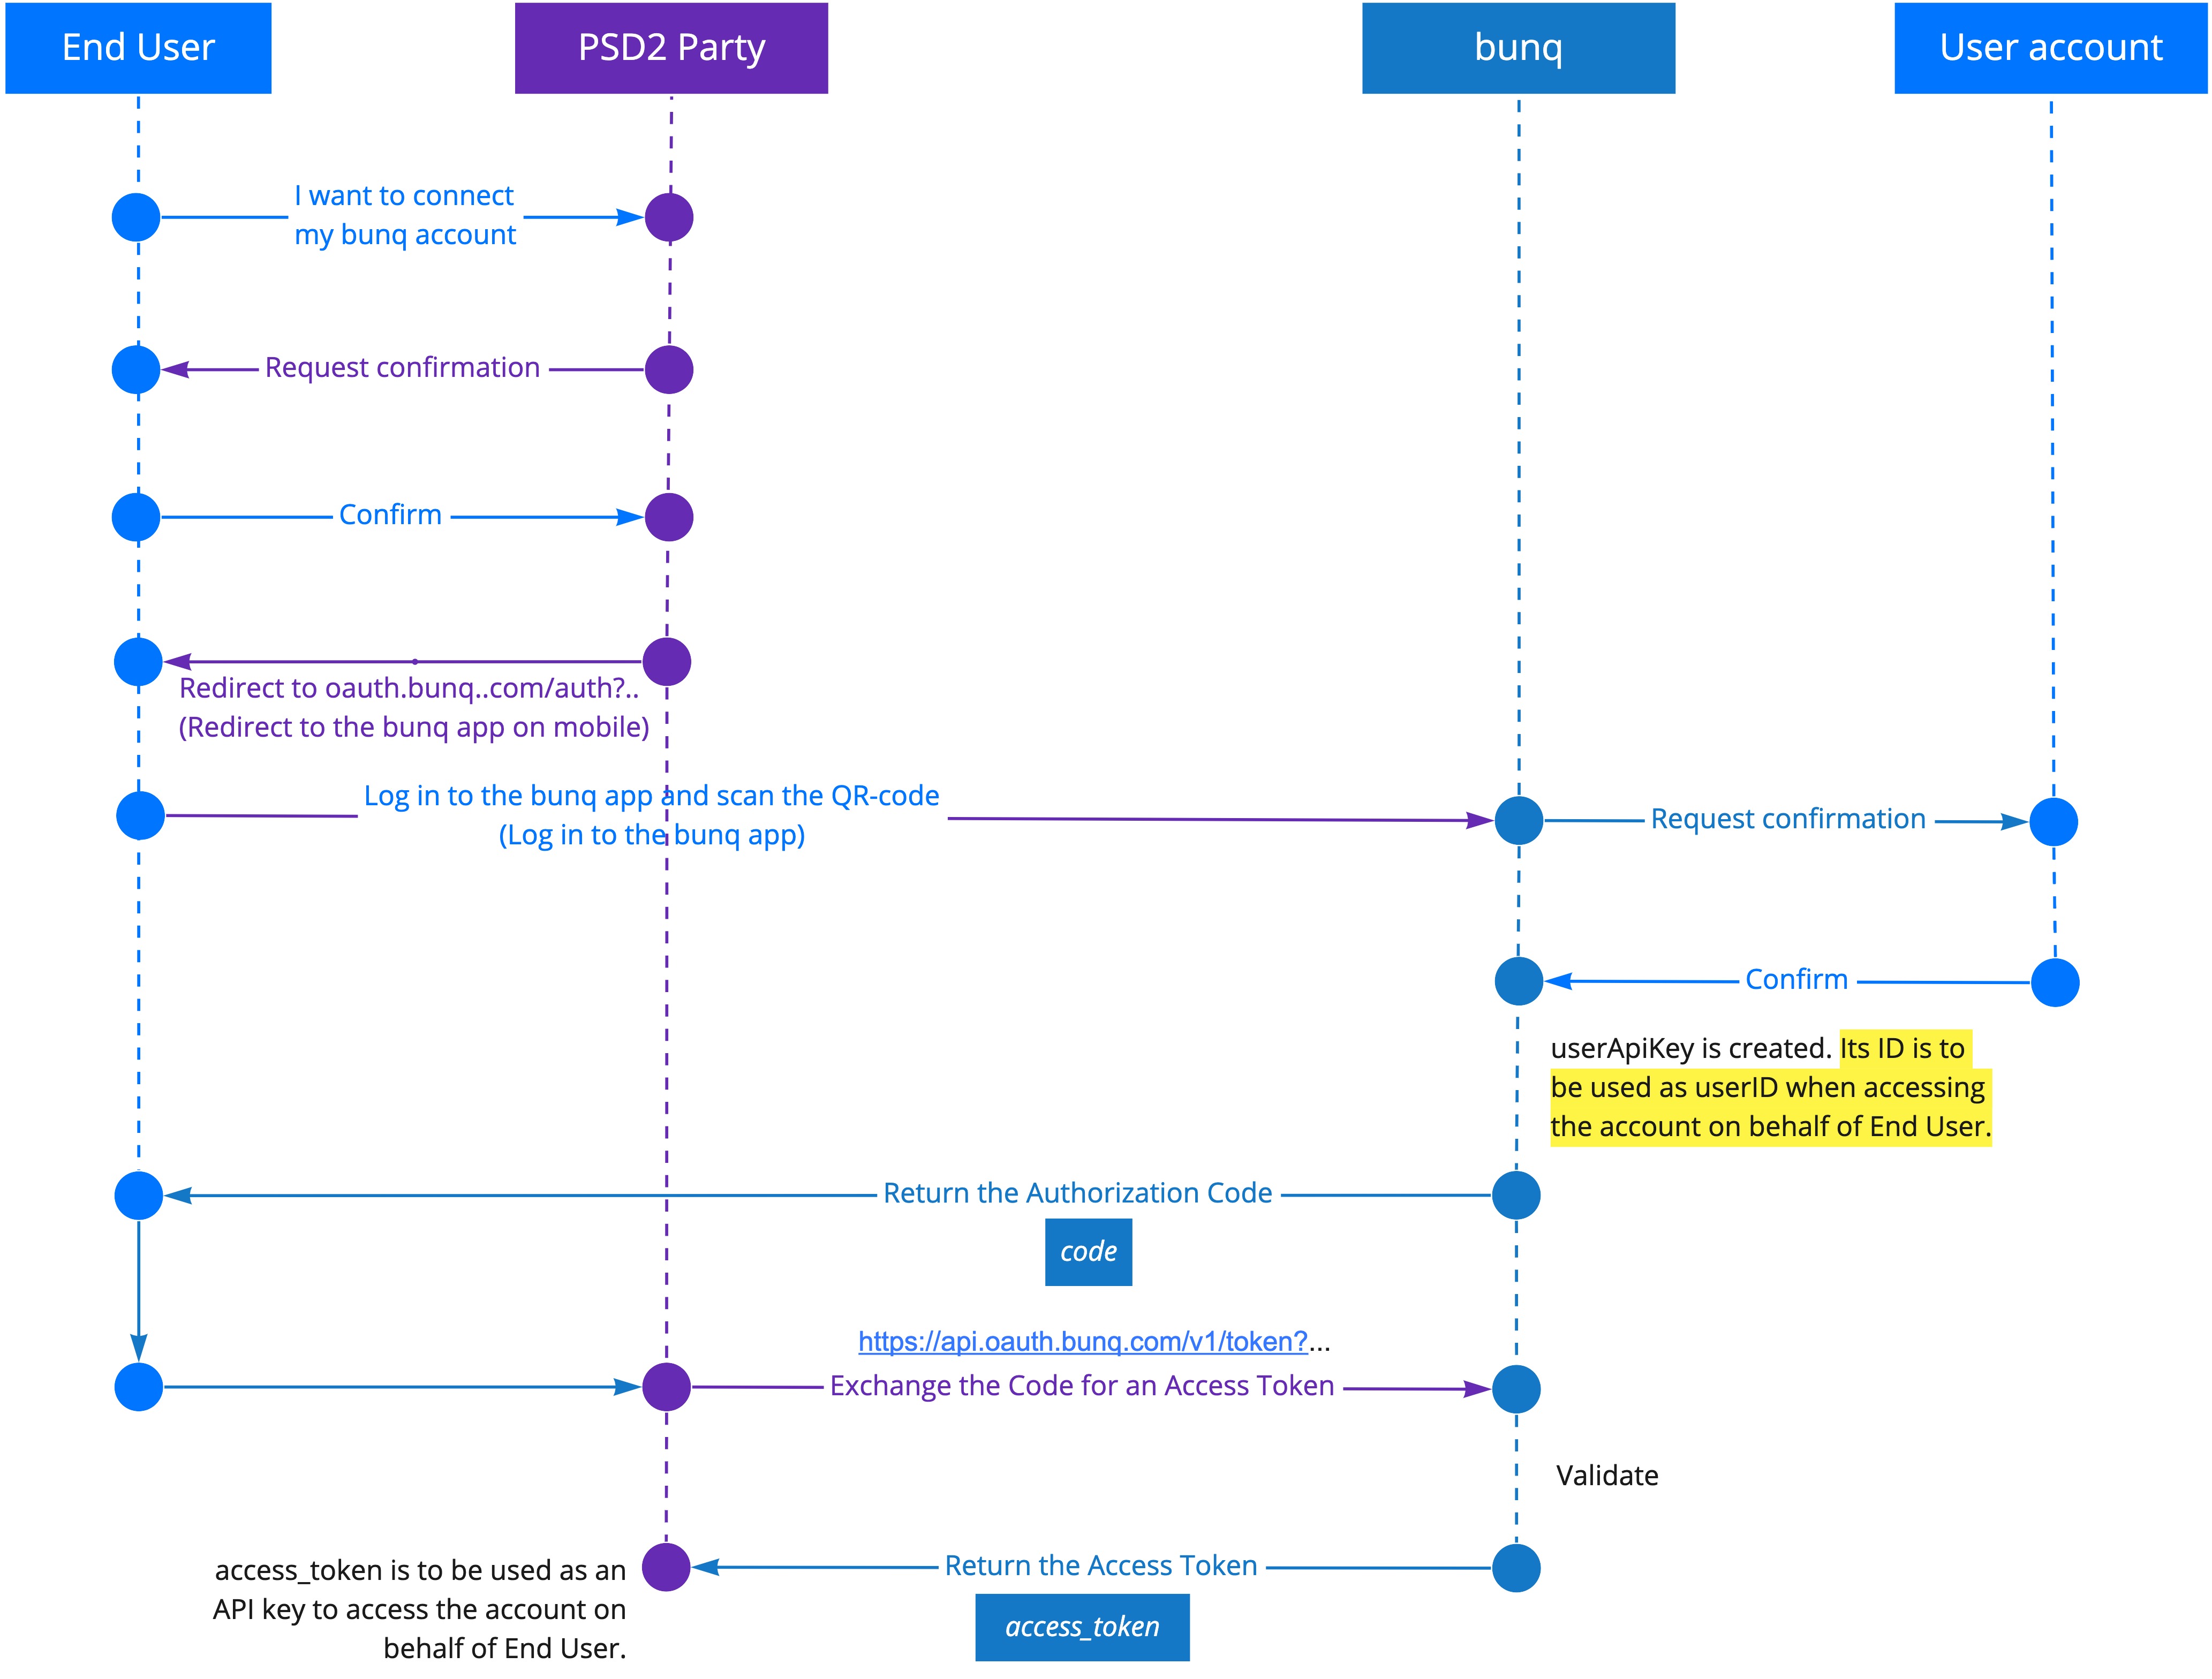 End User
PSD2 Party
bunq
User account
I want to connect
my bunq account
Request confirmation
Confirm
Redirect to oauth.bunq..com/auth?..
(Redirect to the bunq app on mobile)
Log in to the bunq app and scan the QR-code
(Log in to the bunq app)
Request confirmation
Confirm
userApiKey is created. Its ID is to
be used as userID when accessing
the account on behalf of End User.
Return the Authorization Code
code
https://api.oauth.bunq.com/v1/token?...
Exchange the Code for an Access Token
Validate
Return the Access Token
access_token
access_token is to be used as an
API key to access the account on
behalf of End User.